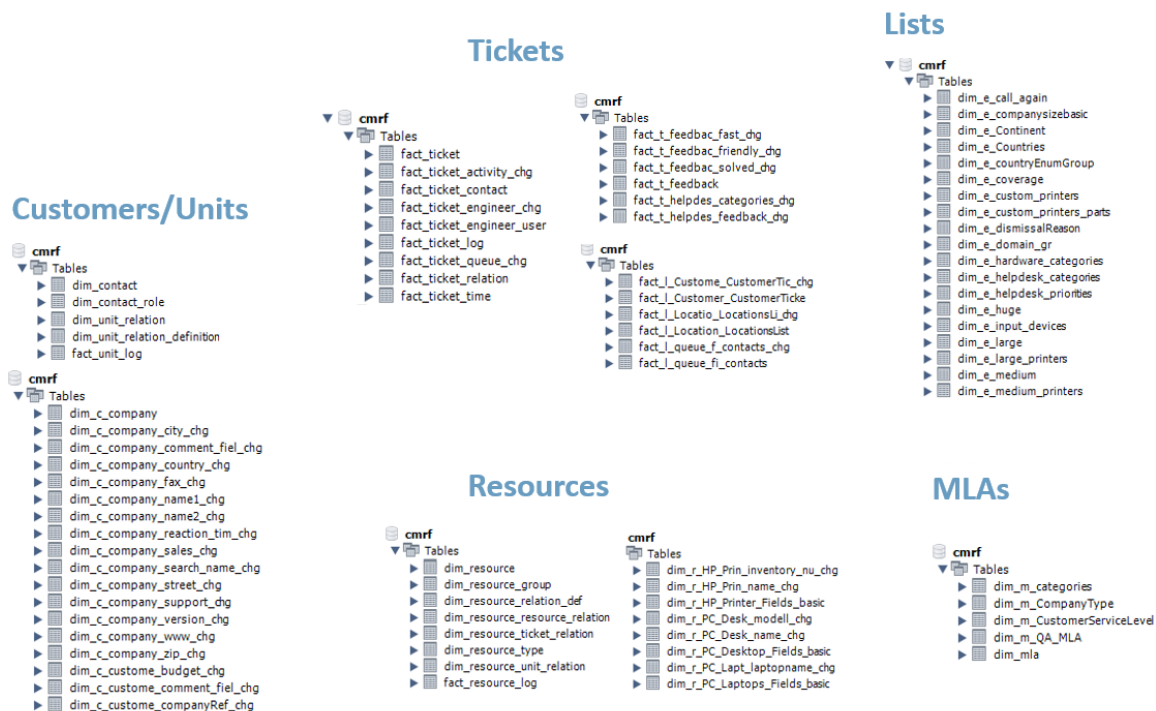 Customers/Units
cmrf
Tables
dim_contact
dim_contact_role
dim_unit_relation
dim_unit_relation_definition
fact_unit_log
cmrf
Tables
dim_c_company
dim_c_company_city_chg
dim_c_company_comment_fiel_chg
dim_c_company_country_chg
dim_c_company_fax_chg
dim_c_company_name1_chg
dim_c_company_name2_chg
dim_c_company_reaction_tim_chg
dim_c_company_sales_chg
dim_c_company_search_name_chg
dim_c_company_street_chg
dim_c_company_support_chg
dim_c_company_version_chg
dim_c_company_www_chg
dim_c_company_zip_chg
dim_c_custome_budget_chg
dim_c_custome_comment_fiel_chg
dim_c_custome_companyRef_chg
Tickets
cmrf
Tables
fact_ticket
fact_ticket_activity_chg
fact_ticket_contact
fact_ticket_engineer_chg
fact_ticket_engineer_user
fact_ticket_log
fact_ticket_queue_chg
fact_ticket_relation
fact_ticket_time
cmrf
Tables
fact_t_feedbac_fast_chg
fact_t_feedbac_friendly_chg
fact_t_feedbac_solved_chg
fact_t_feedback
fact_t_helpdes_categories_chg
fact_t_helpdes_feedback_chg
cmrf
Tables
fact_l_Custome_CustomerTic_chg
fact_l_Customer_CustomerTicke
fact_l_Locatio_LocationsLi_chg
fact_l_Location_LocationsList
fact_l_queue_f_contacts_chg
fact_l_queue_fi_contacts
Lists
cmrf
Tables
dim_e_call_again
dim_e_companysizebasic
dim_e_Continent
dim_e_Countries
dim_e_countryEnumGroup
dim_e_coverage
dim_e_custom_printers
dim_e_custom_printers_parts
dim_e_dismissalReason
dim_e_domain_gr
dim_e_hardware_categories
dim_e_helpdesk_categories
dim_e_helpdesk_priorities
dim_e_huge
dim_e_input_devices
dim_e_large
dim_e_large_printers
dim_e_medium
dim_e_medium_printers
Resources
cmrf
Tables
dim_resource
dim_resource_group
dim_resource_relation_def
dim_resource_resource_relation
dim_resource_ticket_relation
dim_resource_type
dim_resource_unit_relation
fact_resource_log
cmrf
Tables
dim_r_HP_Prin_inventory_nu_chg
dim_r_HP_Prin_name_chg
dim_r_HP_Printer_Fields_basic
dim_r_PC_Desk_modell_chg
dim_r_PC_Desk_name_chg
dim_r_PC_Desktop_Fields_basic
dim_r_PC_Lapt_laptopname_chg
dim_r_PC_Laptops_Fields_basic
MLAs
cmrf
Tables
dim_m_categories
dim_m_CompanyType
dim_m_CustomerServiceLevel
dim_m_QA_MLA
dim_mla